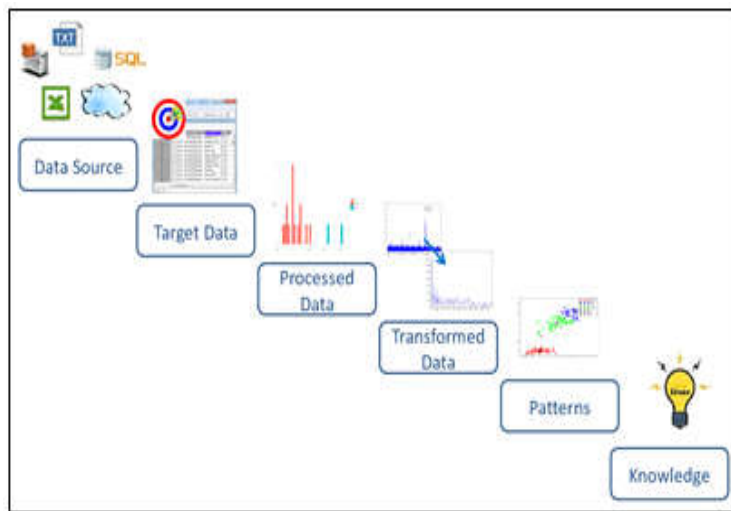 TXT
SQL
Data Source
Target Data
Processed
Data
Transformed
Data
Patterns
Knowledge